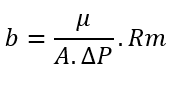 b = μ / A.ΔP . Rm